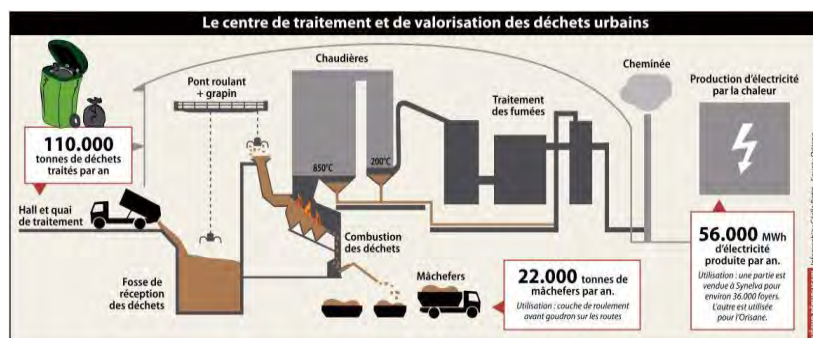 Le centre de traitement et de valorisation des déchets urbains
Pont roulant
+ grapin
Chaudières
Cheminée
Production d'électricité
par la chaleur
Traitement
des fumées
110.000
tonnes de déchets
traités par an
850°C
200°C
Hall et quai
de traitement
Combustion
des déchets
Fosse de
réception
des déchets
Mâchefers
22.000 tonnes de
mâchefers par an.
Utilisation : couche de roulement
avant goudron sur les routes
56.000 MWh
d'électricité
produite par an.
Utilisation : une partie est
vendue à Synelva pour
environ 36.000 foyers.
L'autre est utilisée
pour l'Orisane.